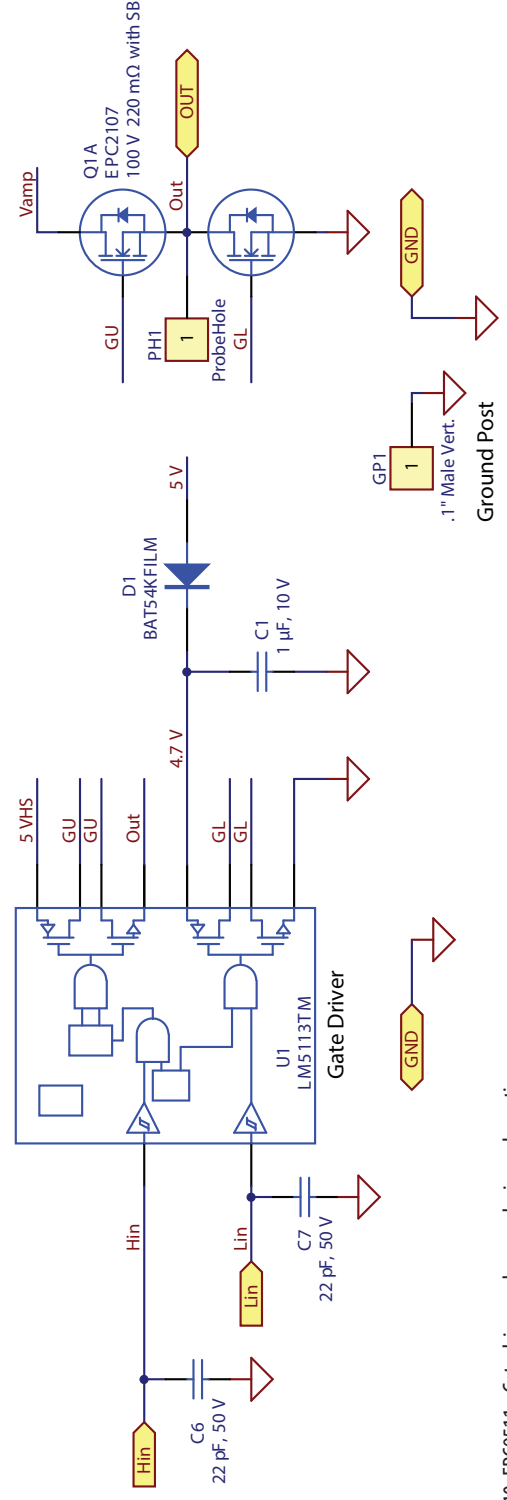 Hin
C6
22 pF, 50 V
Hin
Lin
Lin
C7
22 pF, 50 V
U1
LM5113TM
Gate Driver
GND
5 VHS
GU
GU
Out
4.7 V
GL
GL
C1
1 µF, 10 V
D1
BAT54KFILM
5 V
GP1
1
.1" Male Vert.
Ground Post
GND
Vamp
Q1A
EPC2107
100 V 220 mΩ with SB
GU
PH1
1
ProbeHole
GL
Out
OUT